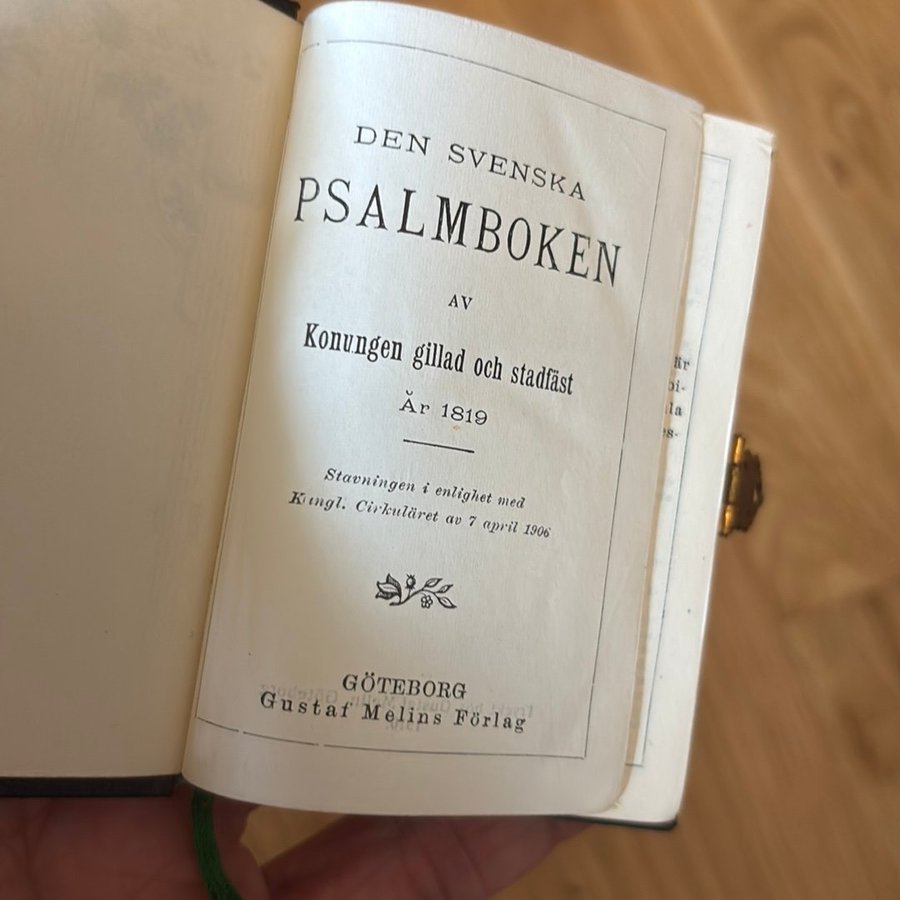 DEN SVENSKA
PSALMBOKEN
AV
Konungen gillad och stadfäst
År 1819
Stavningen i enlighet med
Kungl. Cirkuläret av 7 april 1906
GÖTEBORG
Gustaf Melins Förlag